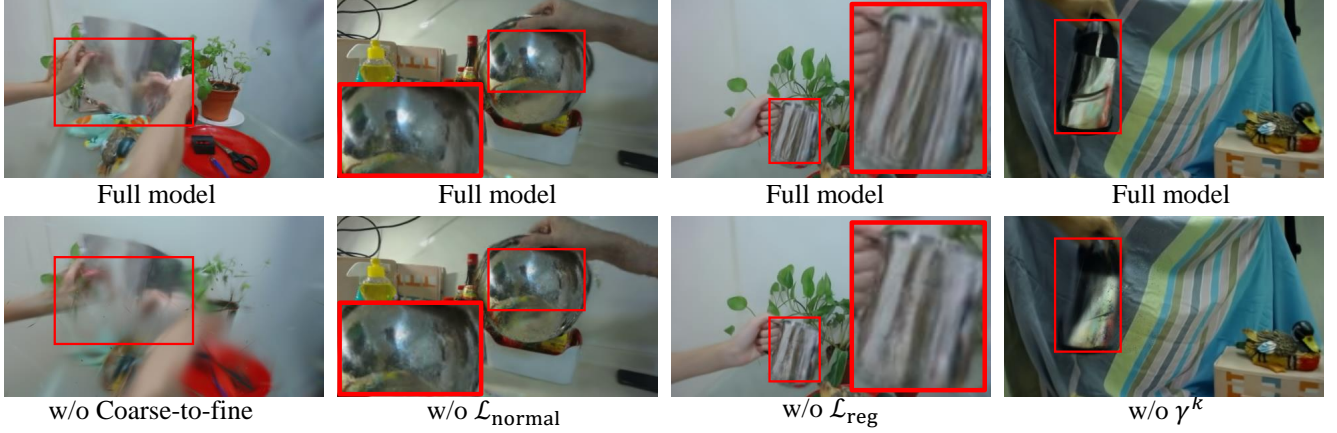 Full model Full model Full model Full model
w/o Coarse-to-fine w/o ℒnormal w/o ℒreg w/o γᵏ